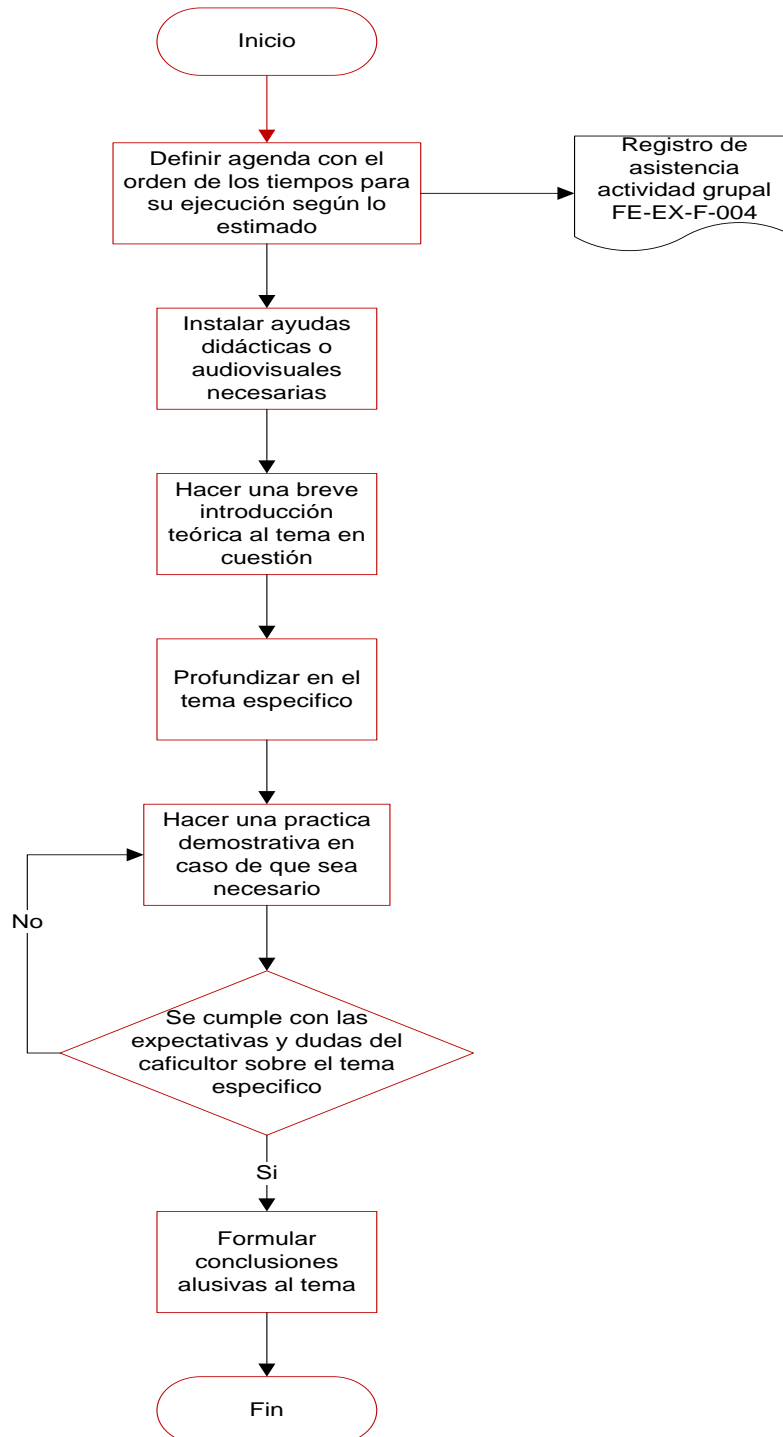 Inicio
Definir agenda con el
orden de los tiempos para
su ejecución según lo
estimado
Registro de
asistencia
actividad grupal
FE-EX-F-004
Instalar ayudas
didácticas o
audiovisuales
necesarias
Hacer una breve
introducción
teórica al tema en
cuestión
Profundizar en el
tema especifico
Hacer una practica
demostrativa en
caso de que sea
necesario
No
Se cumple con las
expectativas y dudas del
caficultor sobre el tema
especifico
Si
Formular
conclusiones
alusivas al tema
Fin